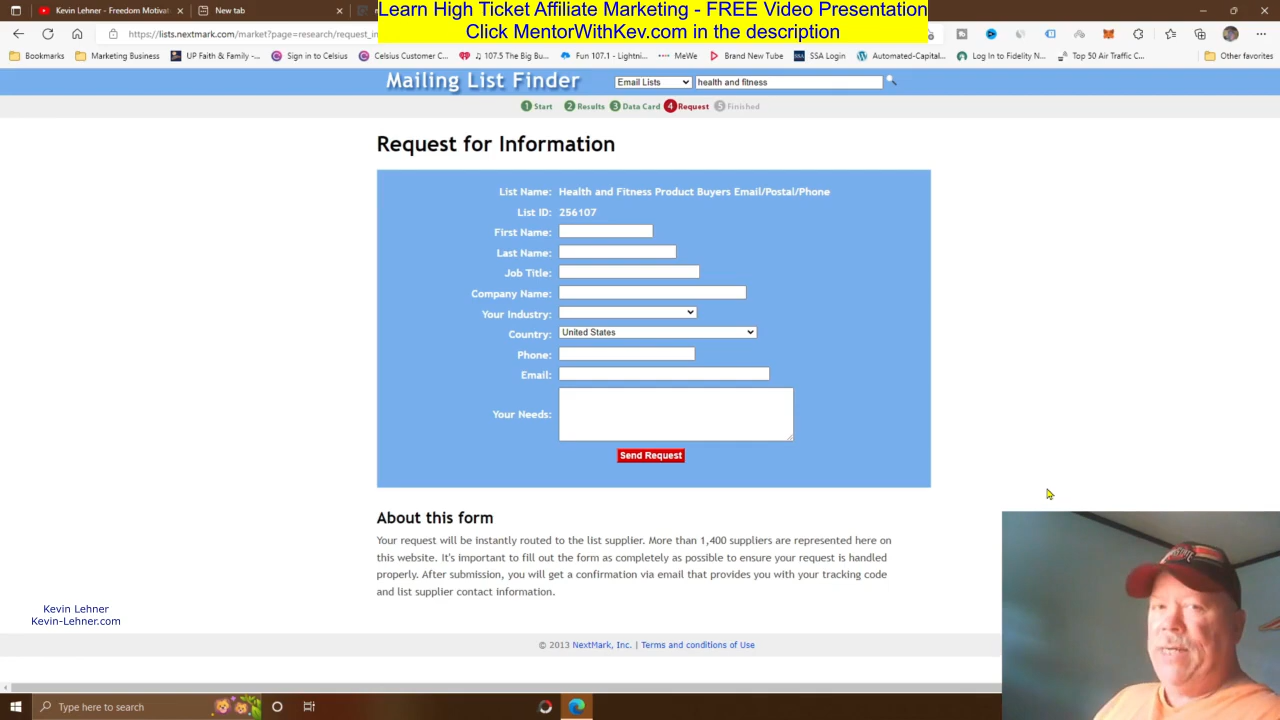 Learn High Ticket Affiliate Marketing - FREE Video Presentation
Click MentorWithKev.com in the description
Kevin Lehner - Freedom Motiva
New tab
https://lists.nextmark.com/market?page=research/request_in
Bookmarks
Marketing Business
UP Faith & Family -...
Sign in to Celsius
Celsius Customer C...
107.5 The Big Bu...
Fun 107.1 - Longmir...
MeWe
Brand New Tube
SSA Login
Automated-Capital...
Log In to Fidelity N...
Top 50 Air Traffic C...
Other favorites
Mailing List Finder
Email Lists
health and fitness
1 Start
2 Results
3 Data Card
4 Request
5 Finished
Request for Information
List Name: Health and Fitness Product Buyers Email/Postal/Phone
List ID: 256107
First Name:
Last Name:
Job Title:
Company Name:
Your Industry:
Country: United States
Phone:
Email:
Your Needs:
Send Request
About this form
Your request will be instantly routed to the list supplier. More than 1,400 suppliers are represented here on
this website. It's important to fill out the form as completely as possible to ensure your request is handled
properly. After submission, you will get a confirmation via email that provides you with your tracking code
and list supplier contact information.
Kevin Lehner
Kevin-Lehner.com
© 2013 NextMark, Inc. | Terms and conditions of Use
Type here to search